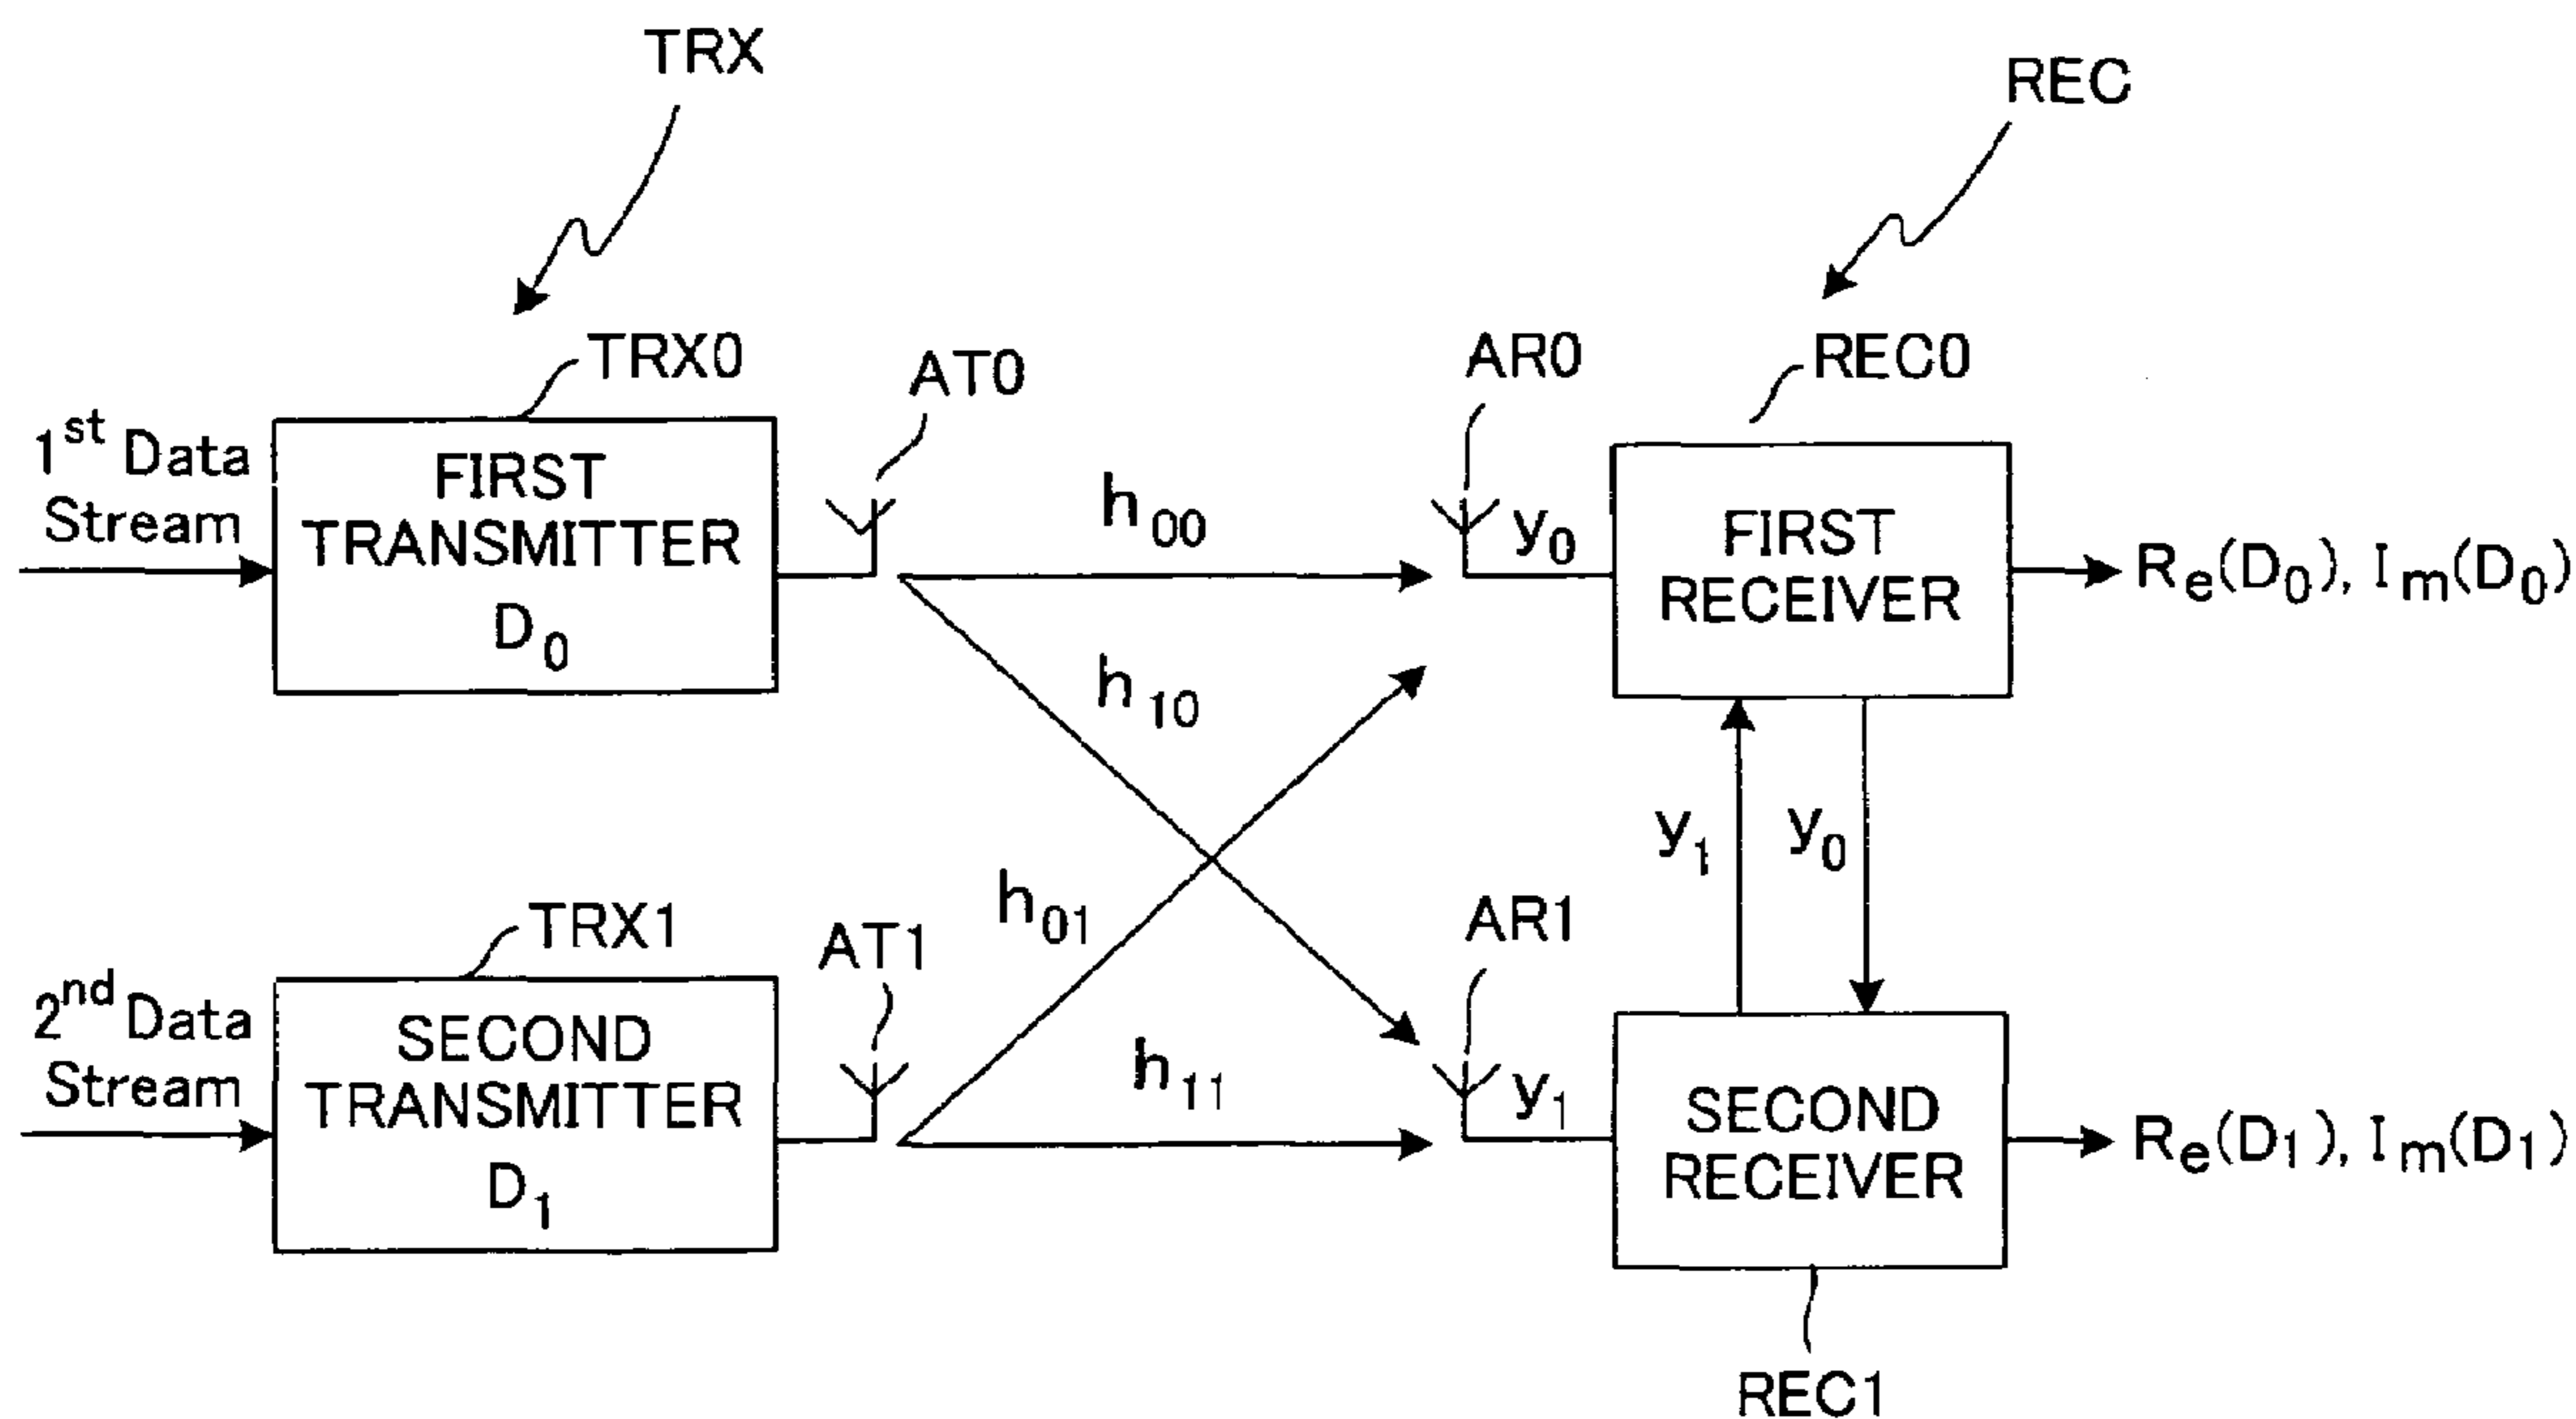 TRX
REC
TRX0
AT0
AR0
REC0
1st Data
Stream
FIRST
TRANSMITTER
D0
h00
y0
FIRST
RECEIVER
Re(D0), Im(D0)
h10
h01
y1
y0
TRX1
AT1
AR1
2nd Data
Stream
SECOND
TRANSMITTER
D1
h11
y1
SECOND
RECEIVER
Re(D1), Im(D1)
REC1